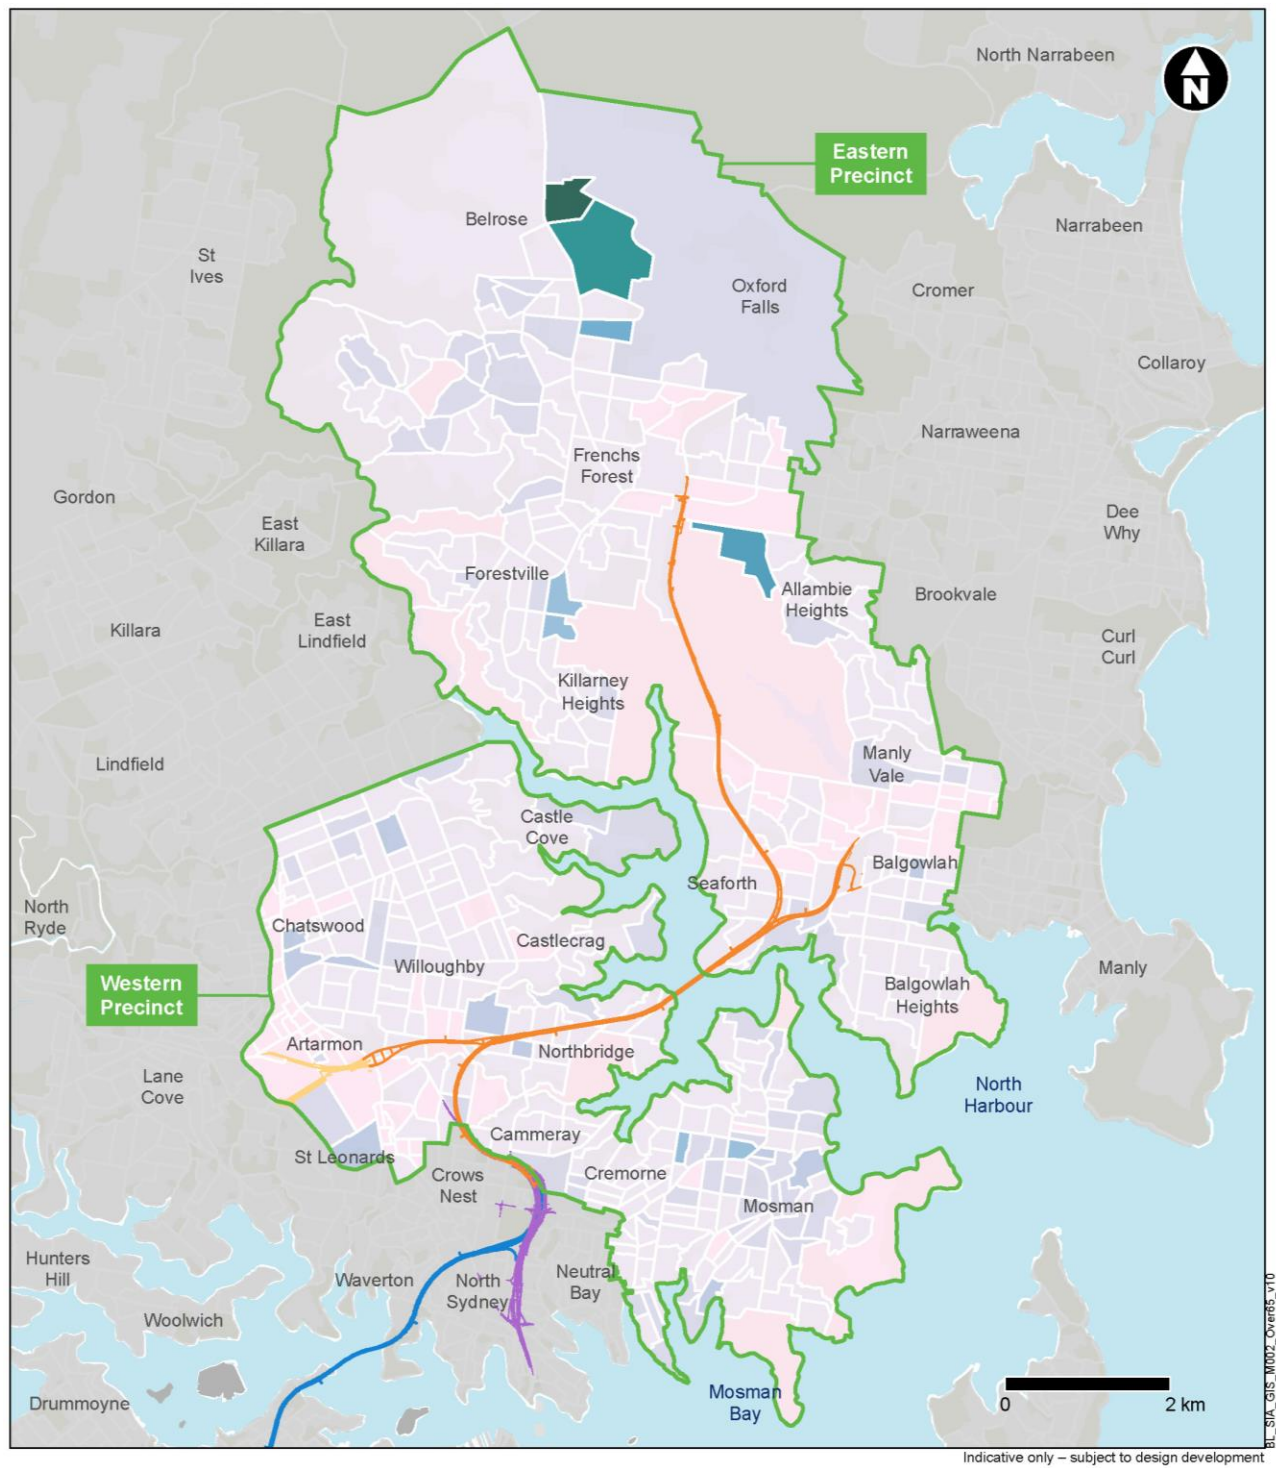 North Narrabeen
N
Eastern
Precinct
Belrose
Narrabeen
St
Ives
Oxford
Falls
Cromer
Collaroy
Narraweena
Frenchs
Forest
Gordon
East
Killara
Dee
Why
Forestville
Allambie
Heights
Brookvale
East
Lindfield
Killara
Curl
Curl
Killarney
Heights
Lindfield
Manly
Vale
Castle
Cove
Balgowlah
Seaforth
North
Ryde
Chatswood
Castlecrag
Willoughby
Manly
Western
Precinct
Balgowlah
Heights
Artarmon
Northbridge
Lane
Cove
North
Harbour
Cammeray
St Leonards
Crows
Nest
Cremorne
Mosman
Hunters
Hill
Waverton
North
Sydney
Neutral
Bay
Woolwich
Drummoyne
Mosman
Bay
0 2 km
BL_SIA_GIS_M002_Over65_v10
Indicative only – subject to design development